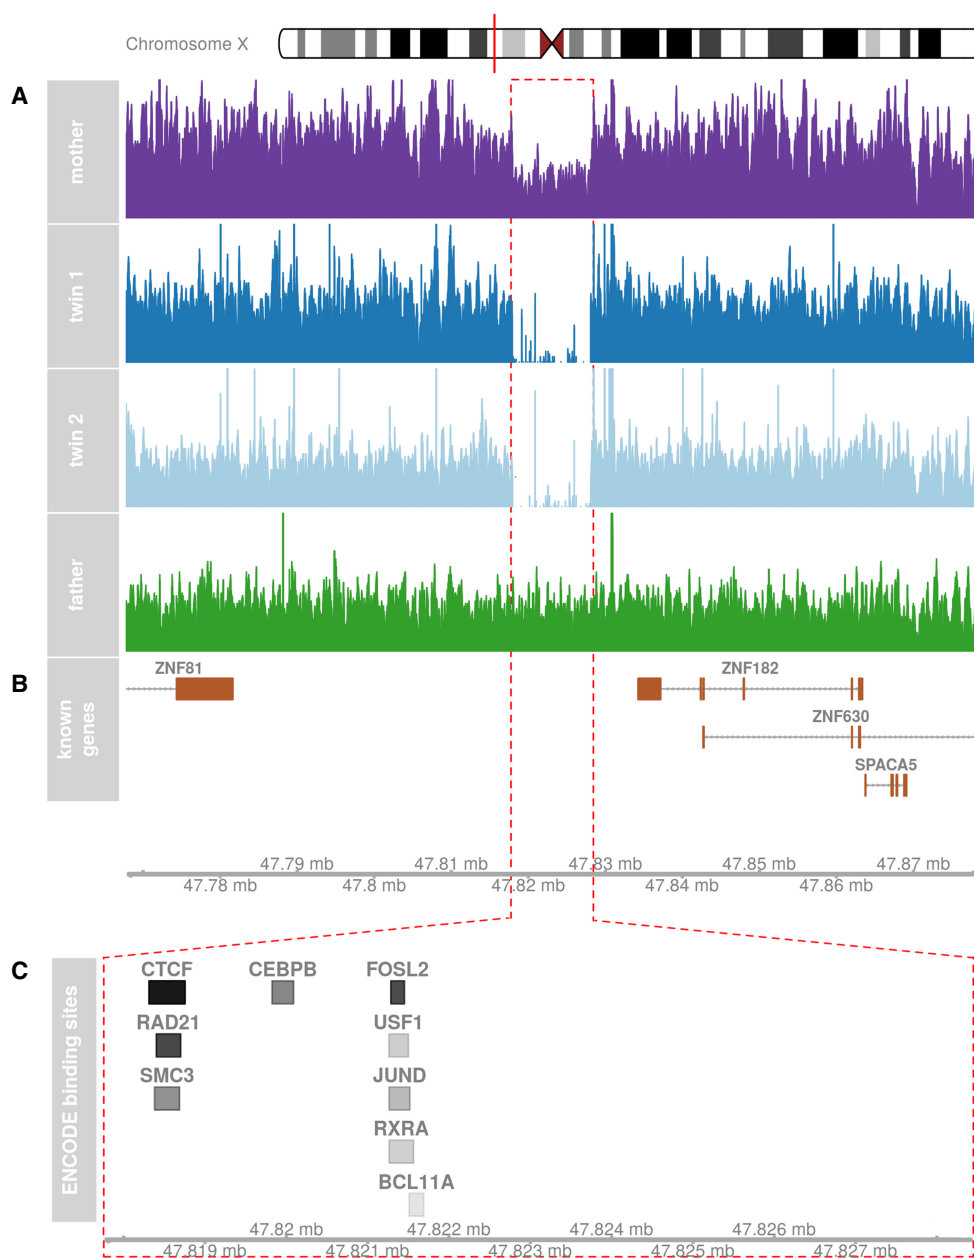 Chromosome X
A
mother
twin 1
twin 2
father
B
known
genes
ZNF81
ZNF182
ZNF630
SPACA5
47.79 mb 47.81 mb 47.83 mb 47.85 mb 47.87 mb
47.78 mb 47.8 mb 47.82 mb 47.84 mb 47.86 mb
C
ENCODE binding sites
CTCF CEBPB FOSL2
RAD21 USF1
SMC3 JUND
RXRA
BCL11A
47.82 mb 47.822 mb 47.824 mb 47.826 mb
47.819 mb 47.821 mb 47.823 mb 47.825 mb 47.827 mb